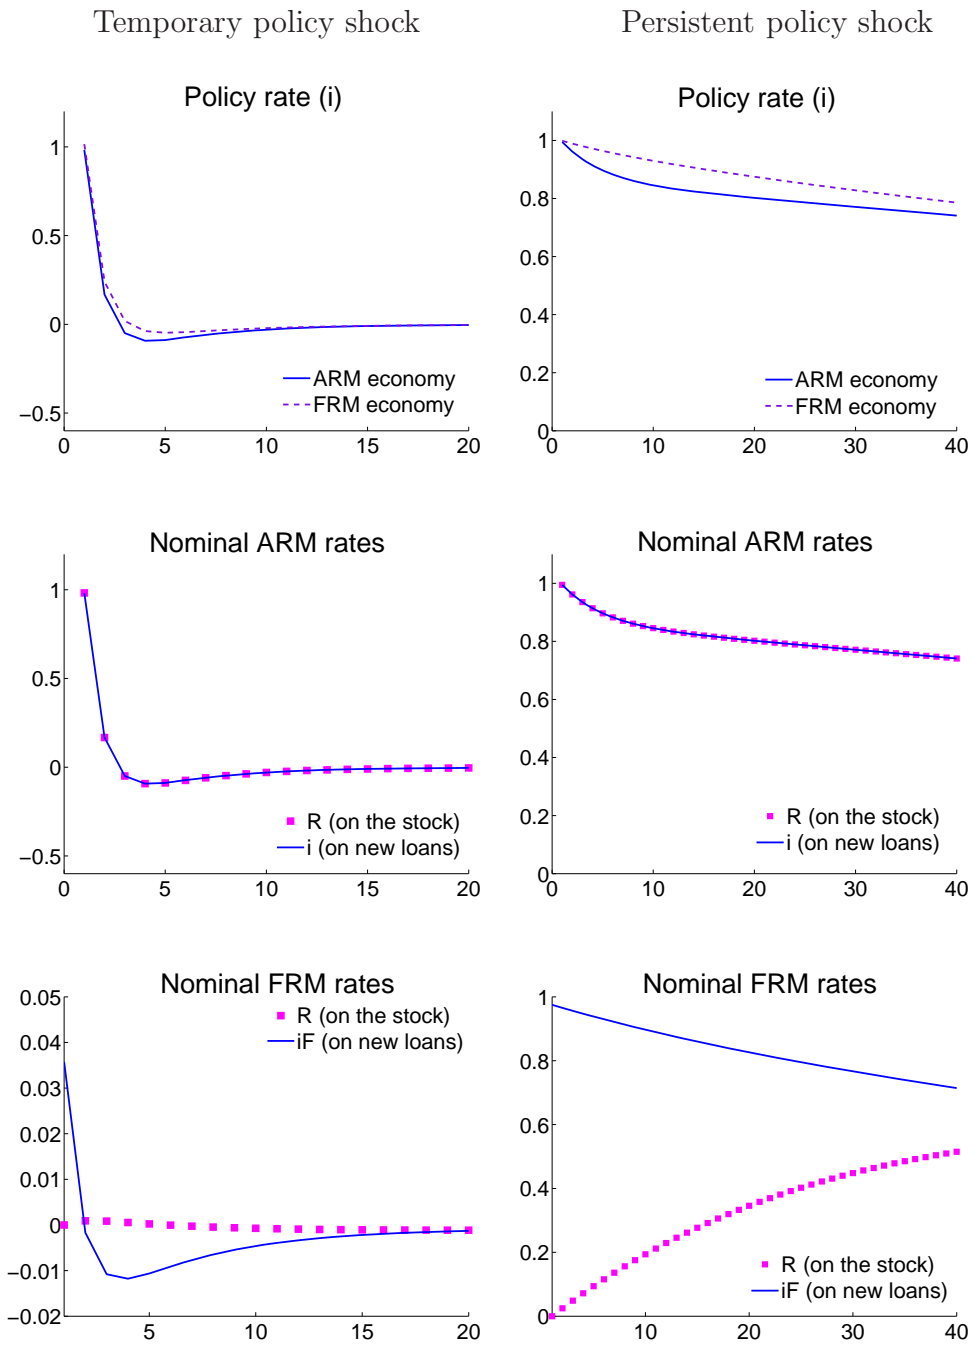 Temporary policy shock
Persistent policy shock
Policy rate (i)
1
0.5
0
−0.5
0 5 10 15 20
ARM economy
FRM economy
Policy rate (i)
1
0.8
0.6
0.4
0.2
0
0 10 20 30 40
ARM economy
FRM economy
Nominal ARM rates
1
0.5
0
−0.5
0 5 10 15 20
R (on the stock)
i (on new loans)
Nominal ARM rates
1
0.8
0.6
0.4
0.2
0
0 10 20 30 40
R (on the stock)
i (on new loans)
Nominal FRM rates
0.05
0.04
0.03
0.02
0.01
0
−0.01
−0.02
5 10 15 20
R (on the stock)
iF (on new loans)
Nominal FRM rates
1
0.8
0.6
0.4
0.2
0
10 20 30 40
R (on the stock)
iF (on new loans)